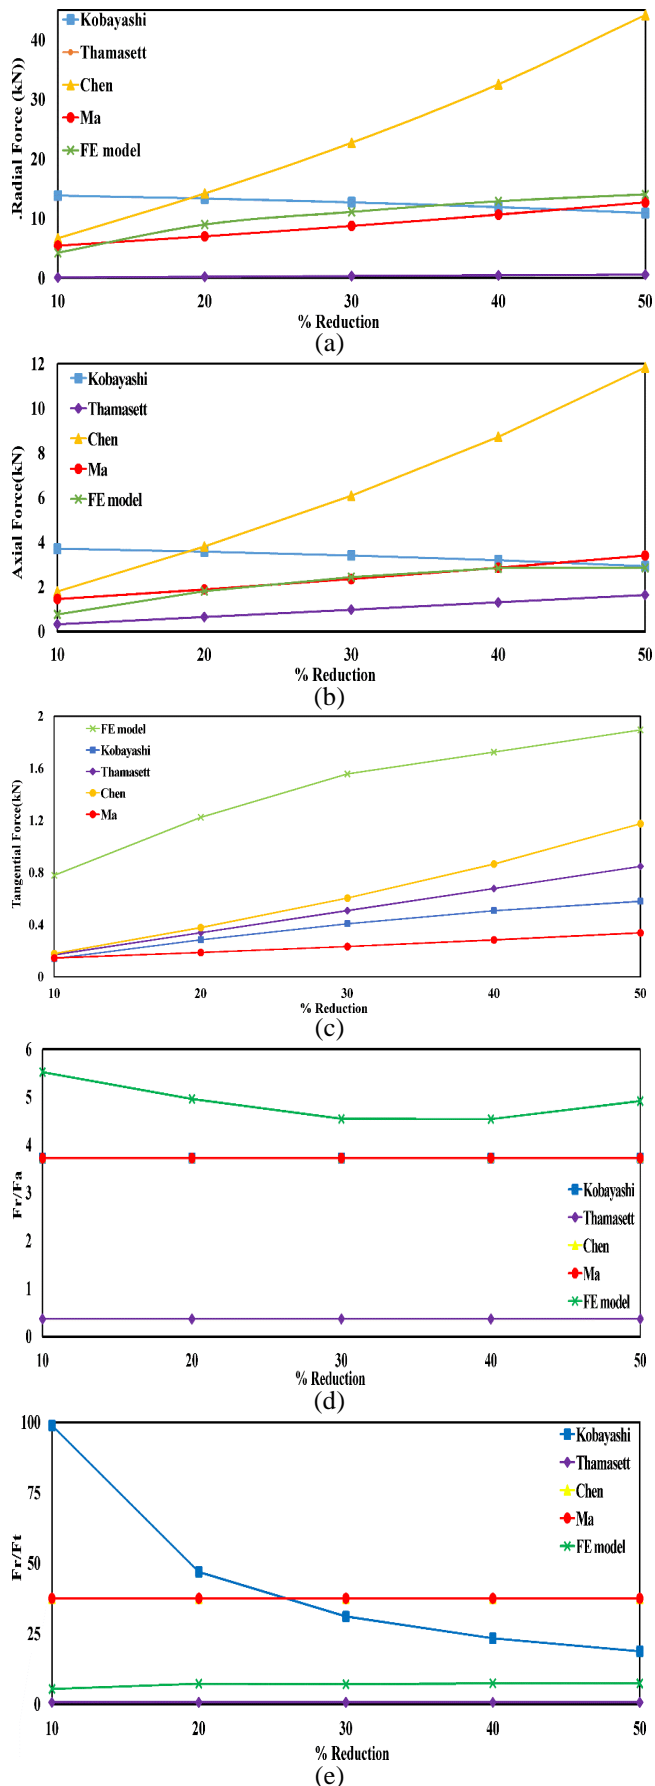 .Radial Force (kN))
45
30
20
10
0
Kobayashi
Thamasett
Chen
Ma
FE model
10 20 30 40 50
% Reduction
(a)
Axial Force(kN)
12
10
8
6
4
2
0
Kobayashi
Thamasett
Chen
Ma
FE model
10 20 30 40 50
% Reduction
(b)
Tangential Force(kN)
2
1.6
1.2
0.8
0.4
0
FE model
Kobayashi
Thamasett
Chen
Ma
10 20 30 40 50
% Reduction
(c)
Fr/Fa
6
5
4
3
2
1
0
Kobayashi
Thamasett
Chen
Ma
FE model
10 20 30 40 50
% Reduction
(d)
Fr/Ft
100
75
50
25
0
Kobayashi
Thamasett
Chen
Ma
FE model
10 20 30 40 50
% Reduction
(e)